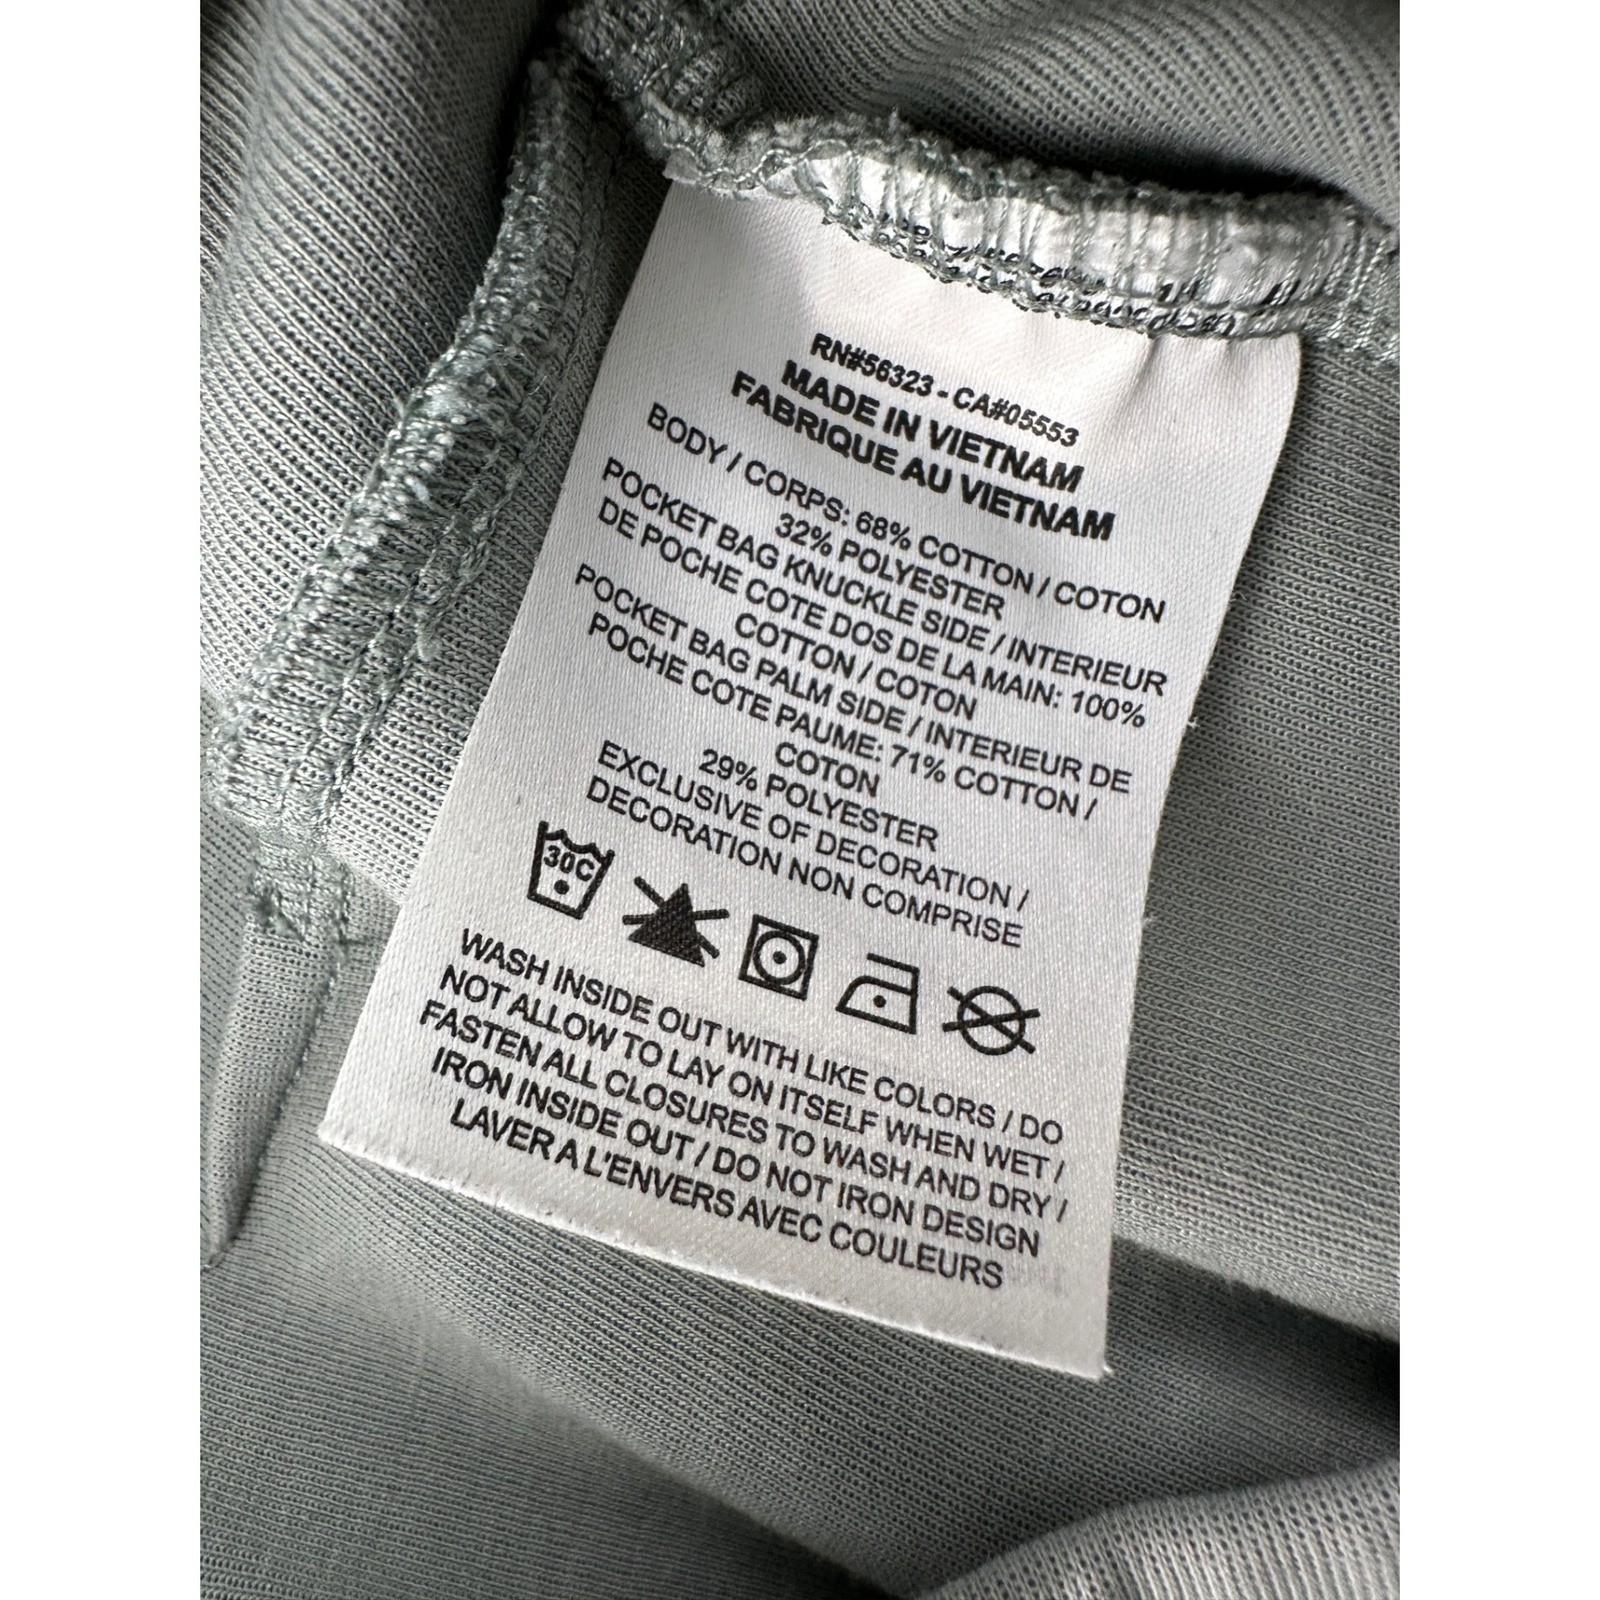 RN#56323 - CA#05553
MADE IN VIETNAM
FABRIQUE AU VIETNAM
BODY / CORPS: 68% COTTON / COTON
32% POLYESTER
POCKET BAG KNUCKLE SIDE / INTERIEUR
DE POCHE COTE DOS DE LA MAIN: 100%
COTTON / COTON
POCKET BAG PALM SIDE / INTERIEUR DE
POCHE COTE PAUME: 71% COTTON /
COTON
29% POLYESTER
EXCLUSIVE OF DECORATION /
DECORATION NON COMPRISE
30C
WASH INSIDE OUT WITH LIKE COLORS / DO
NOT ALLOW TO LAY ON ITSELF WHEN WET /
FASTEN ALL CLOSURES TO WASH AND DRY /
IRON INSIDE OUT / DO NOT IRON DESIGN
LAVER A L'ENVERS AVEC COULEURS